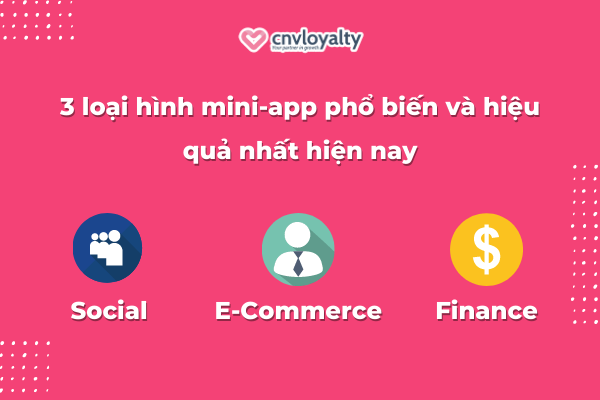 cnvloyalty
Your partner in growth
3 loại hình mini-app phổ biến và hiệu
quả nhất hiện nay
Social
E-Commerce
Finance